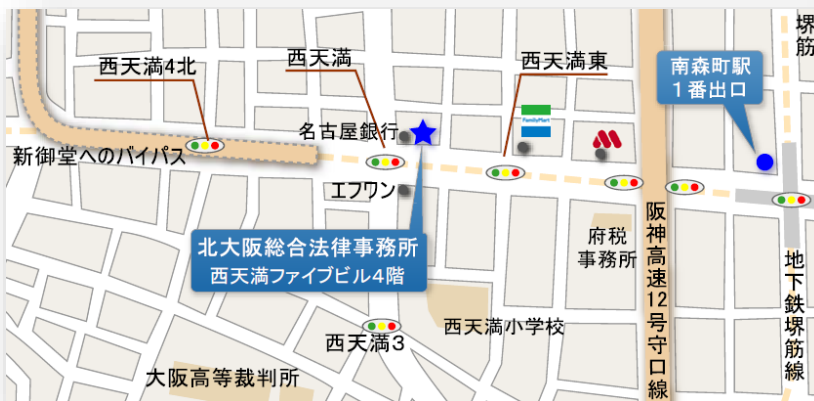 堺筋
西天満4北
西天満
西天満東
南森町駅
1番出口
名古屋銀行
FamilyMart
新御堂へのバイパス
エフワン
北大阪総合法律事務所
西天満ファイブビル4階
府税
事務所
阪神高速12号守口線
地下鉄堺筋線
西天満3
西天満小学校
大阪高等裁判所